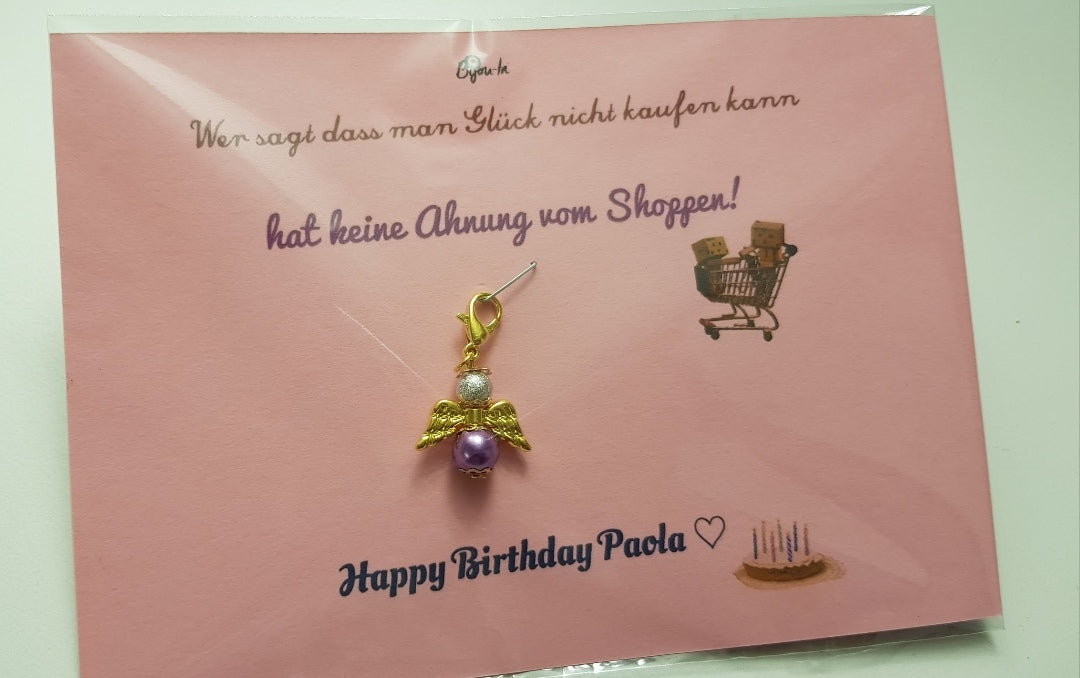 Byou-la
Wer sagt dass man Glück nicht kaufen kann
hat keine Ahnung vom Shoppen!
Happy Birthday Paola ♡